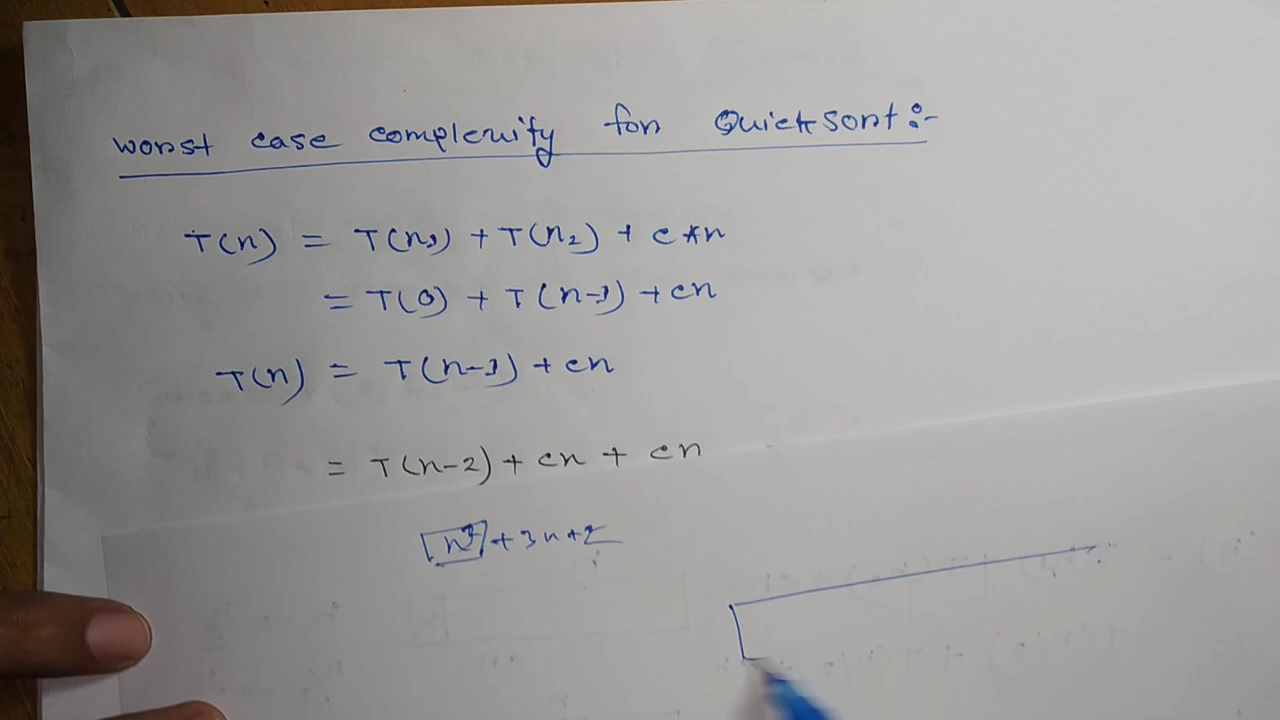 worst case complexity for Quicksort:-
T(n) = T(n1) + T(n2) + c*n
= T(0) + T(n-1) + cn
T(n) = T(n-1) + cn
= T(n-2) + cn + cn
n² + 3n + 2